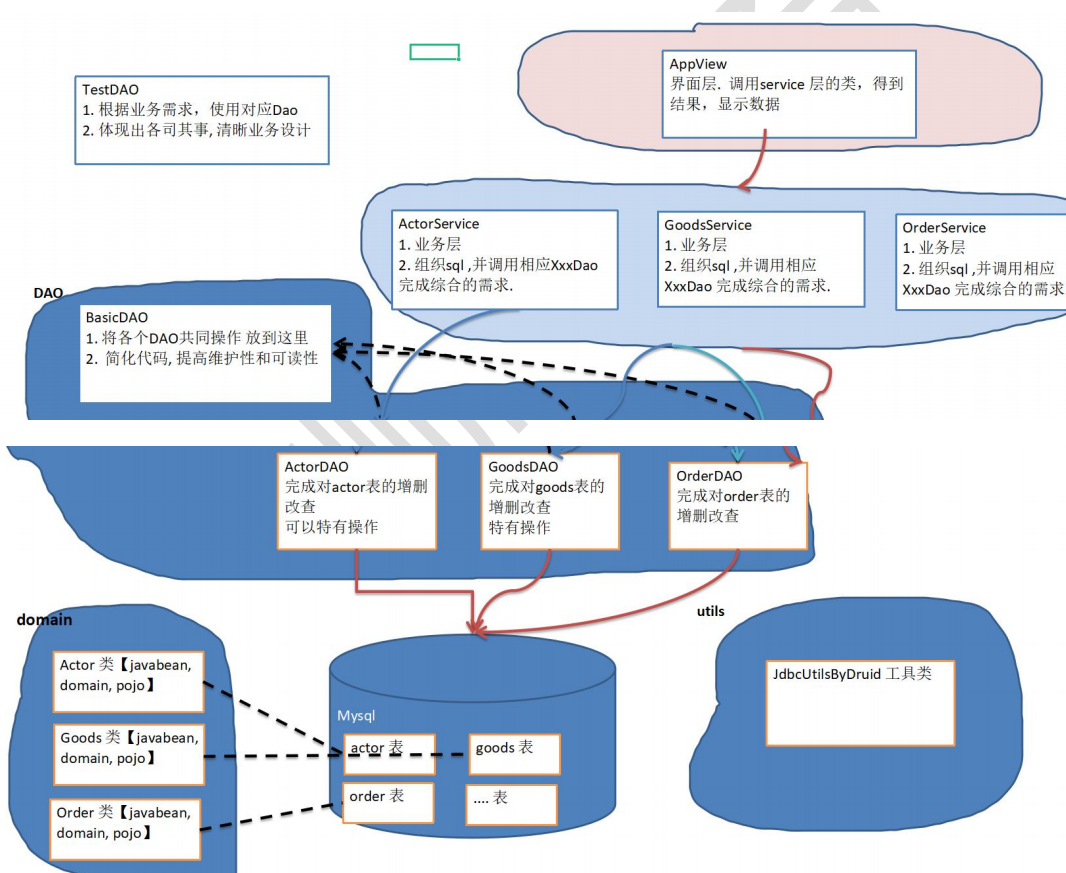 TestDAO
1. 根据业务需求，使用对应Dao
2. 体现出各司其事, 清晰业务设计
AppView
界面层. 调用service 层的类，得到
结果，显示数据
ActorService
1. 业务层
2. 组织sql ,并调用相应XxxDao
完成综合的需求.
GoodsService
1. 业务层
2. 组织sql ,并调用相应
XxxDao 完成综合的需求.
OrderService
1. 业务层
2. 组织sql ,并调用相应
XxxDao 完成综合的需求
DAO
BasicDAO
1. 将各个DAO共同操作 放到这里
2. 简化代码, 提高维护性和可读性
ActorDAO
完成对actor表的增删
改查
可以特有操作
GoodsDAO
完成对goods表的
增删改查
特有操作
OrderDAO
完成对order表的
增删改查
domain
Actor 类【javabean,
domain, pojo】
Goods 类【javabean,
domain, pojo】
Order 类【javabean,
domain, pojo】
Mysql
actor 表
goods 表
order 表
.... 表
utils
JdbcUtilsByDruid 工具类